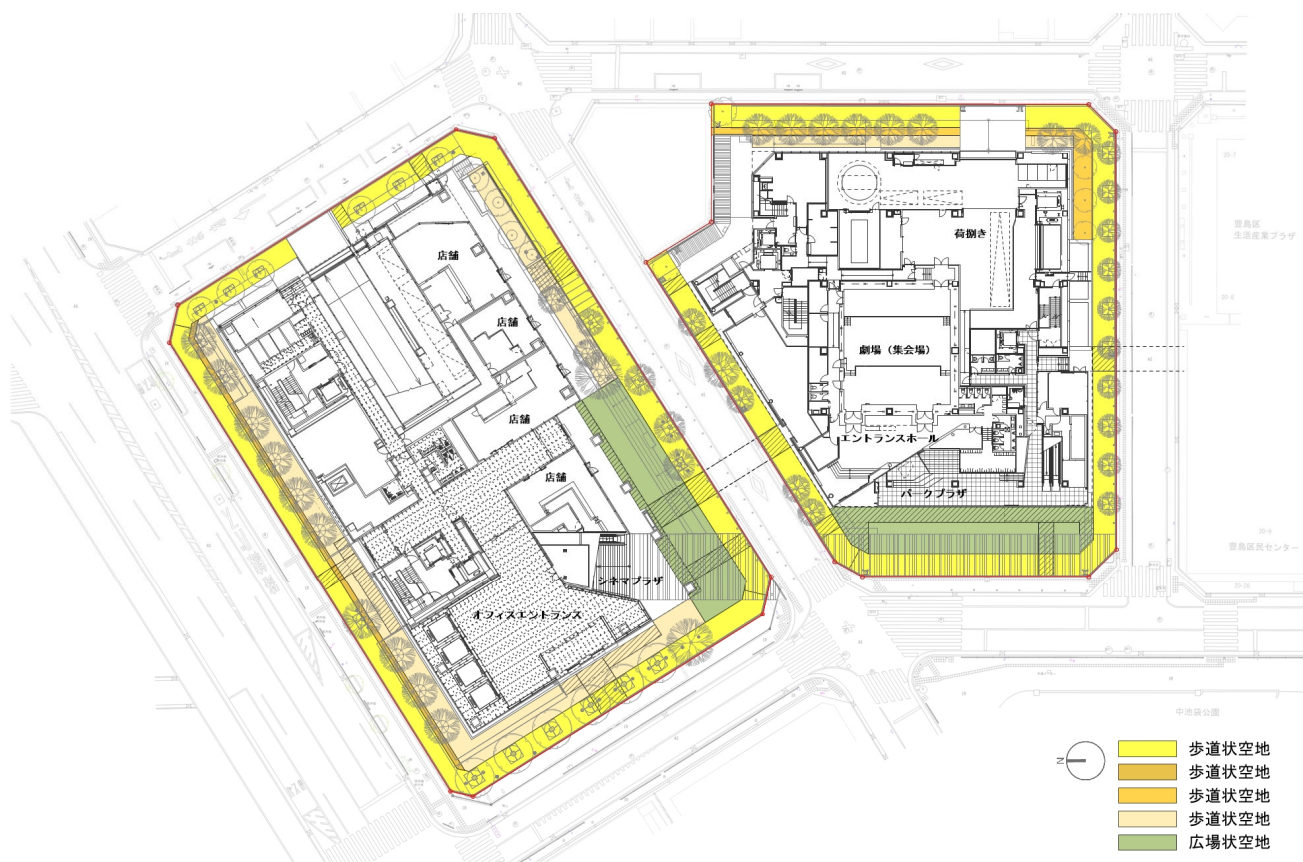 豊島区
生活産業プラザ
荷捌き
店舗
店舗
劇場(集会場)
店舗
エントランスホール
店舗
パークプラザ
豊島区民センター
シネマプラザ
オフィスエントランス
中池袋公園
N
歩道状空地
歩道状空地
歩道状空地
歩道状空地
広場状空地